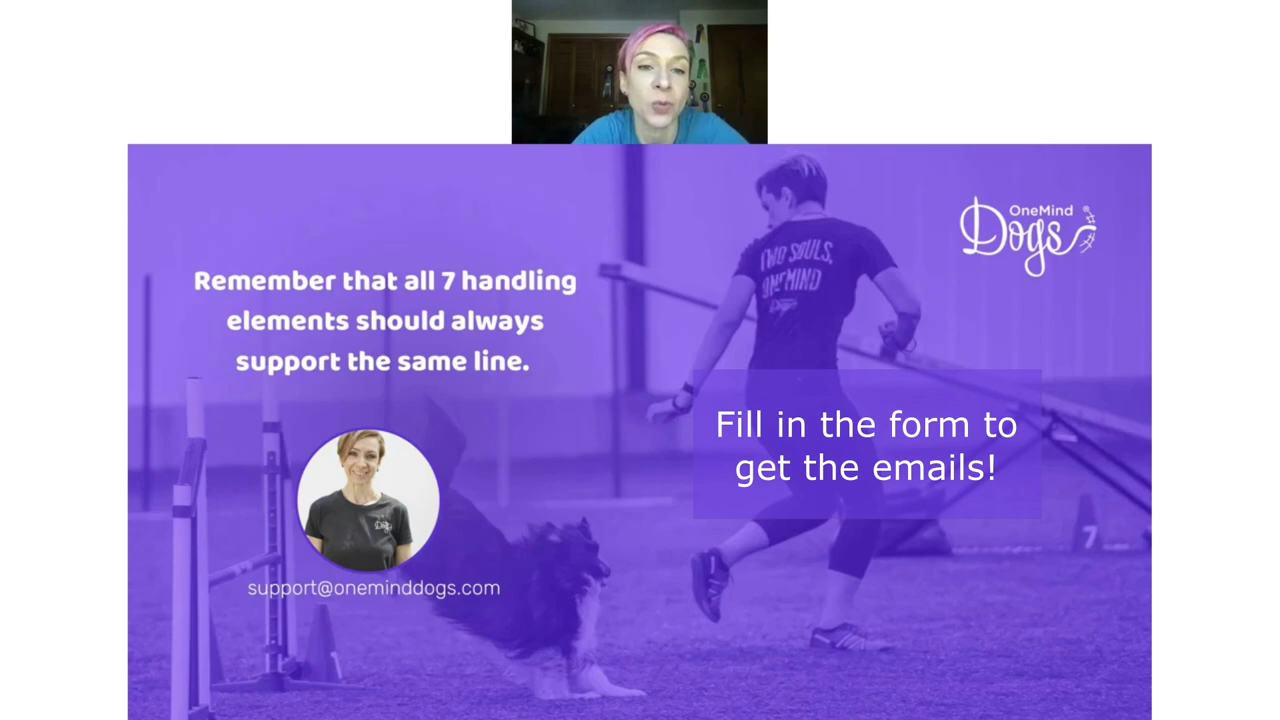 OneMind
Dogs
TWO SOULS,
ONE MIND
Remember that all 7 handling
elements should always
support the same line.
Fill in the form to
get the emails!
Dogs
7
support@oneminddogs.com